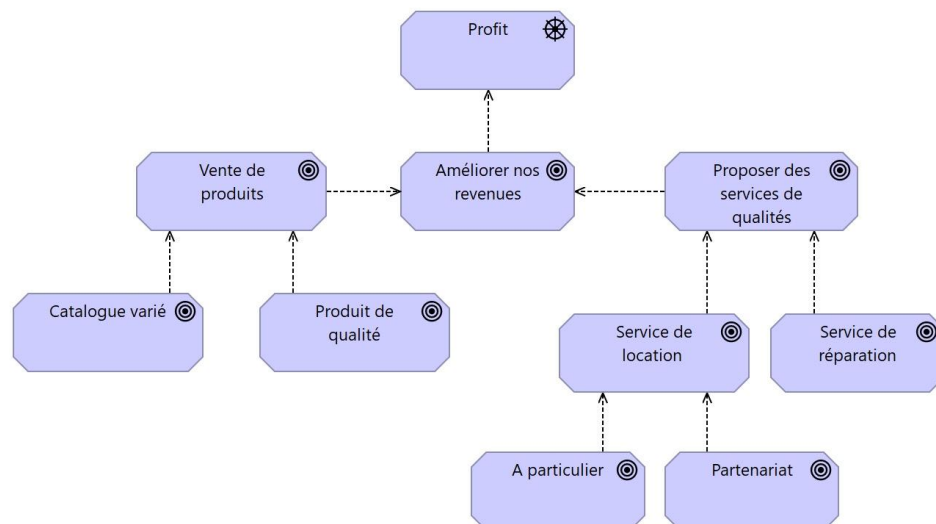 Profit
Vente de
produits
Améliorer nos
revenues
Proposer des
services de
qualités
Catalogue varié
Produit de
qualité
Service de
location
Service de
réparation
A particulier
Partenariat